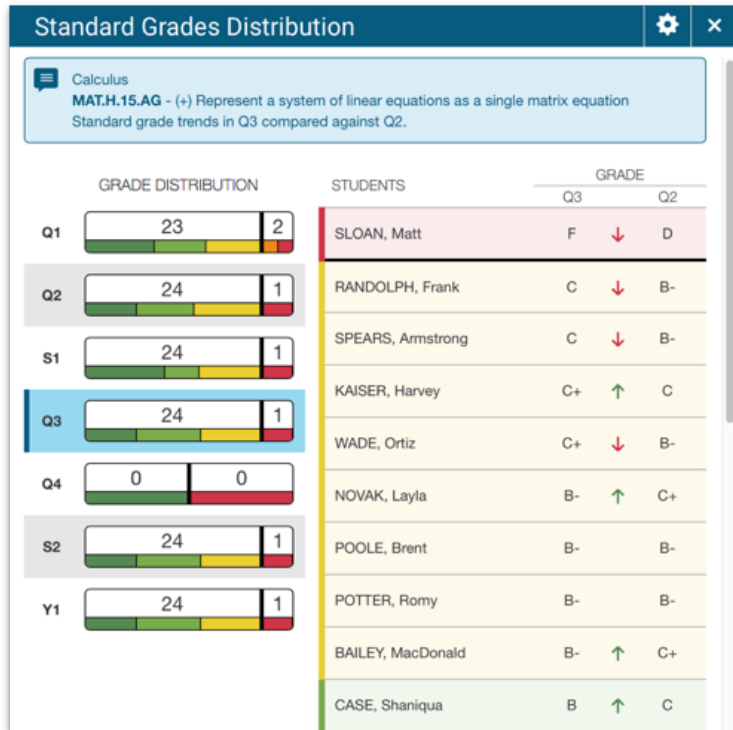 Standard Grades Distribution
Calculus
MAT.H.15.AG - (+) Represent a system of linear equations as a single matrix equation
Standard grade trends in Q3 compared against Q2.
GRADE DISTRIBUTION
Q1 23 2
Q2 24 1
S1 24 1
Q3 24 1
Q4 0 0
S2 24 1
Y1 24 1
STUDENTS GRADE
Q3 Q2
SLOAN, Matt F ↓ D
RANDOLPH, Frank C ↓ B-
SPEARS, Armstrong C ↓ B-
KAISER, Harvey C+ ↑ C
WADE, Ortiz C+ ↓ B-
NOVAK, Layla B- ↑ C+
POOLE, Brent B- B-
POTTER, Romy B- B-
BAILEY, MacDonald B- ↑ C+
CASE, Shaniqua B ↑ C